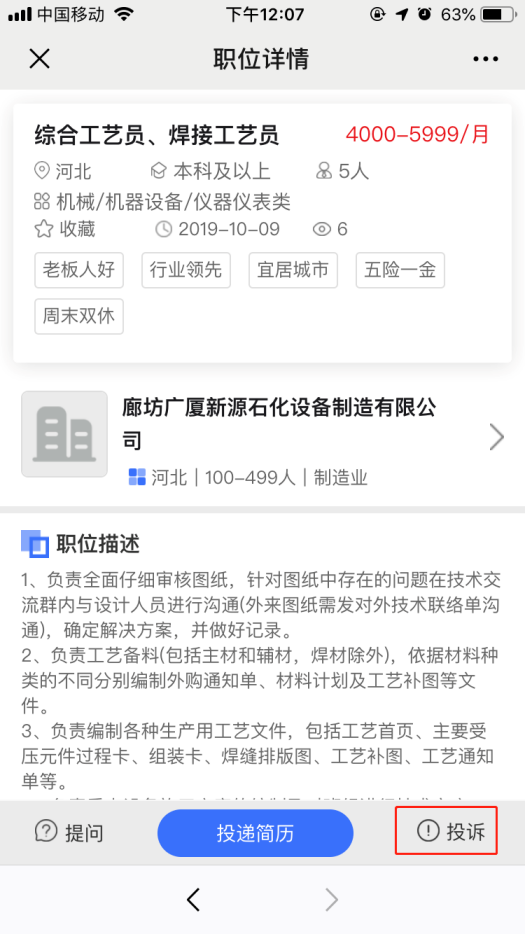 中国移动 下午12:07 63%
职位详情
综合工艺员、焊接工艺员 4000-5999/月
河北 本科及以上 5人
机械/机器设备/仪器仪表类
收藏 2019-10-09 6
老板人好 行业领先 宜居城市 五险一金
周末双休
廊坊广厦新源石化设备制造有限公
司
河北 | 100-499人 | 制造业
职位描述
1、负责全面仔细审核图纸，针对图纸中存在的问题在技术交
流群内与设计人员进行沟通(外来图纸需发对外技术联络单沟
通)，确定解决方案，并做好记录。
2、负责工艺备料(包括主材和辅材，焊材除外)，依据材料种
类的不同分别编制外购通知单、材料计划及工艺补图等文
件。
3、负责编制各种生产用工艺文件，包括工艺首页、主要受
压元件过程卡、组装卡、焊缝排版图、工艺补图、工艺通知
单等。
提问 投递简历 投诉